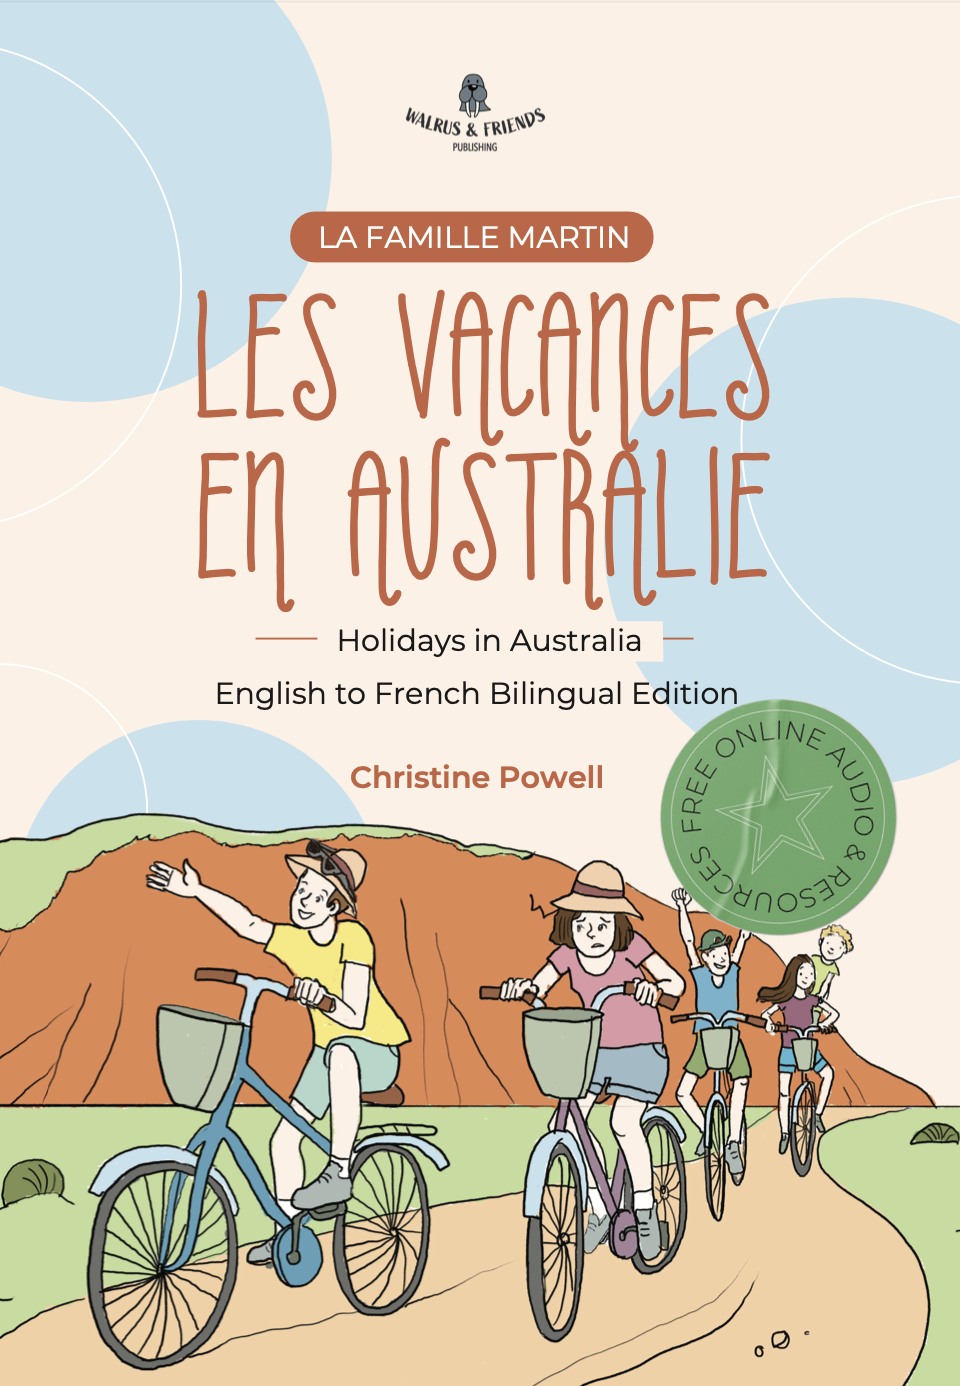 WALRUS & FRIENDS
PUBLISHING
LA FAMILLE MARTIN
LES VACANCES
EN AUSTRALIE
Holidays in Australia
English to French Bilingual Edition
Christine Powell
FREE ONLINE AUDIO & RESOURCES